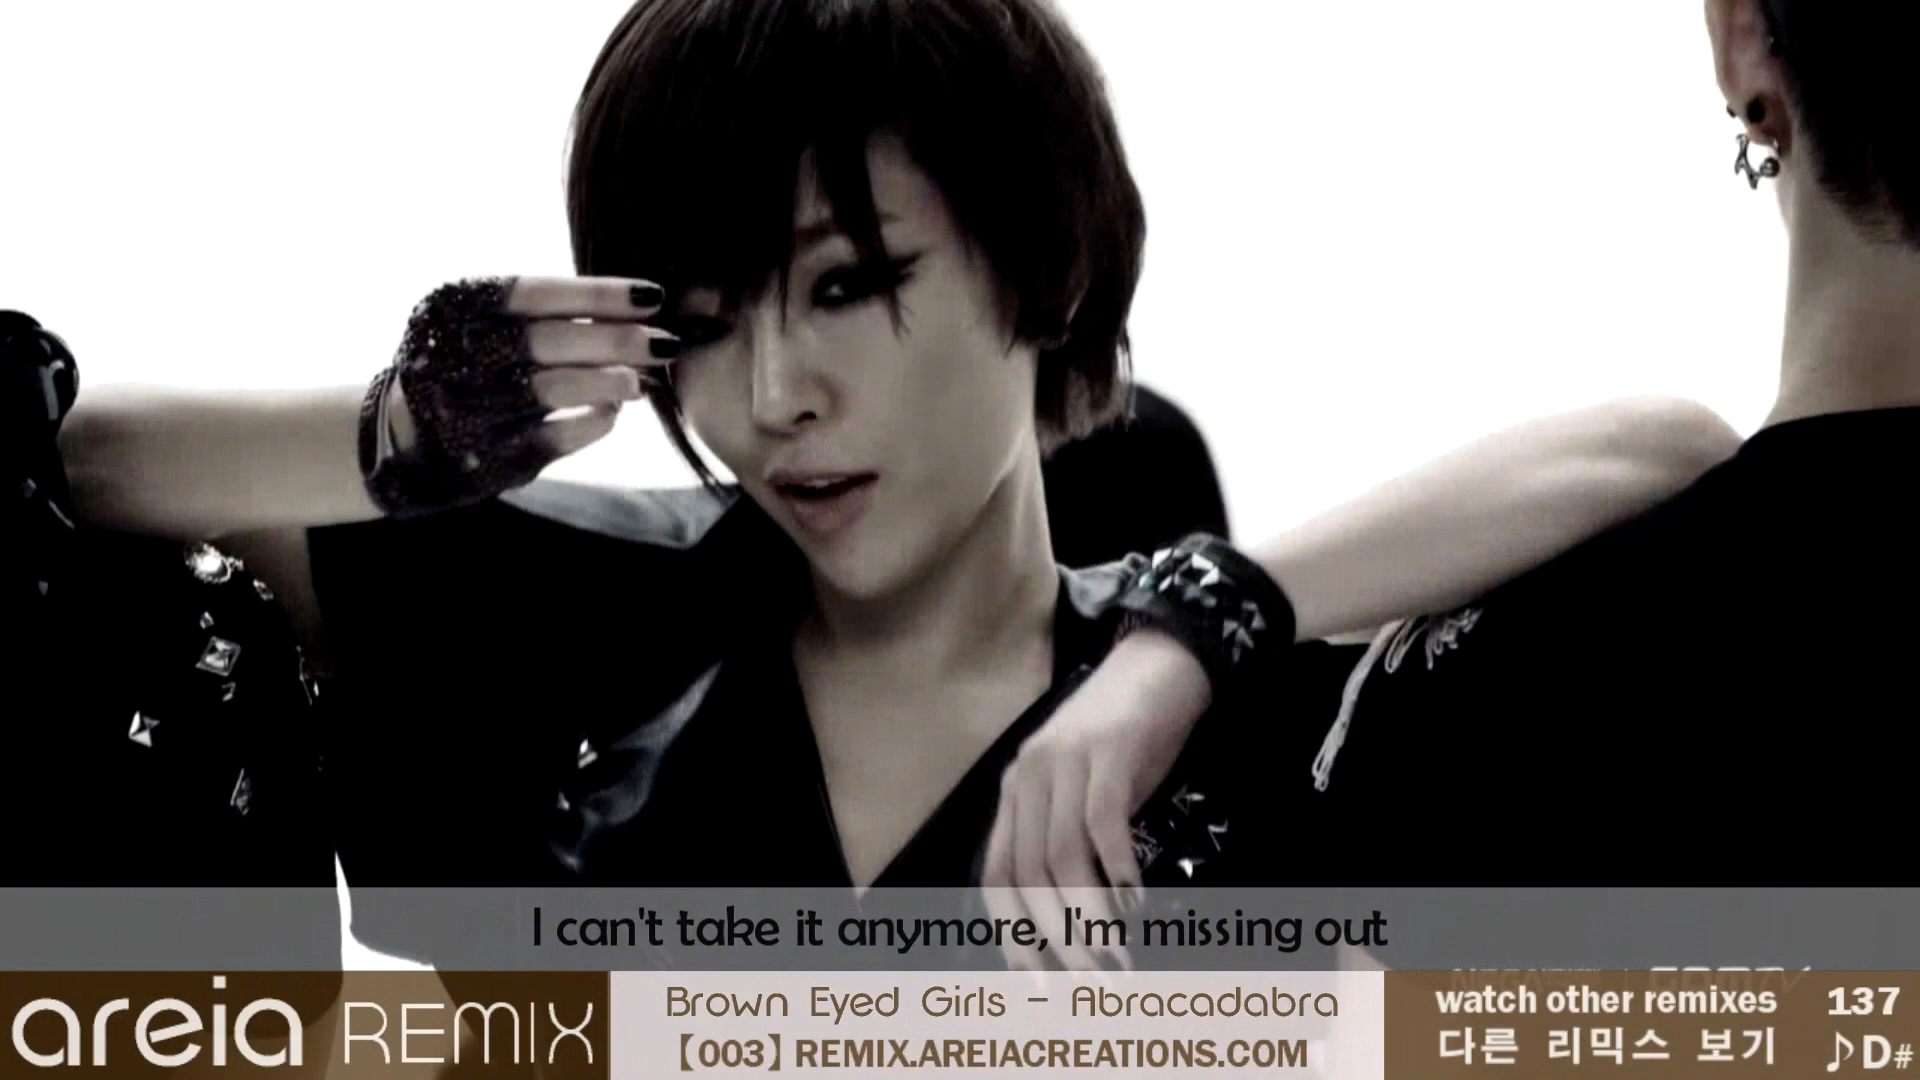 I can't take it anymore, I'm missing out
areia REMIX
Brown Eyed Girls - Abracadabra
【003】REMIX.AREIACREATIONS.COM
watch other remixes
다른 리믹스 보기
137
♪D#